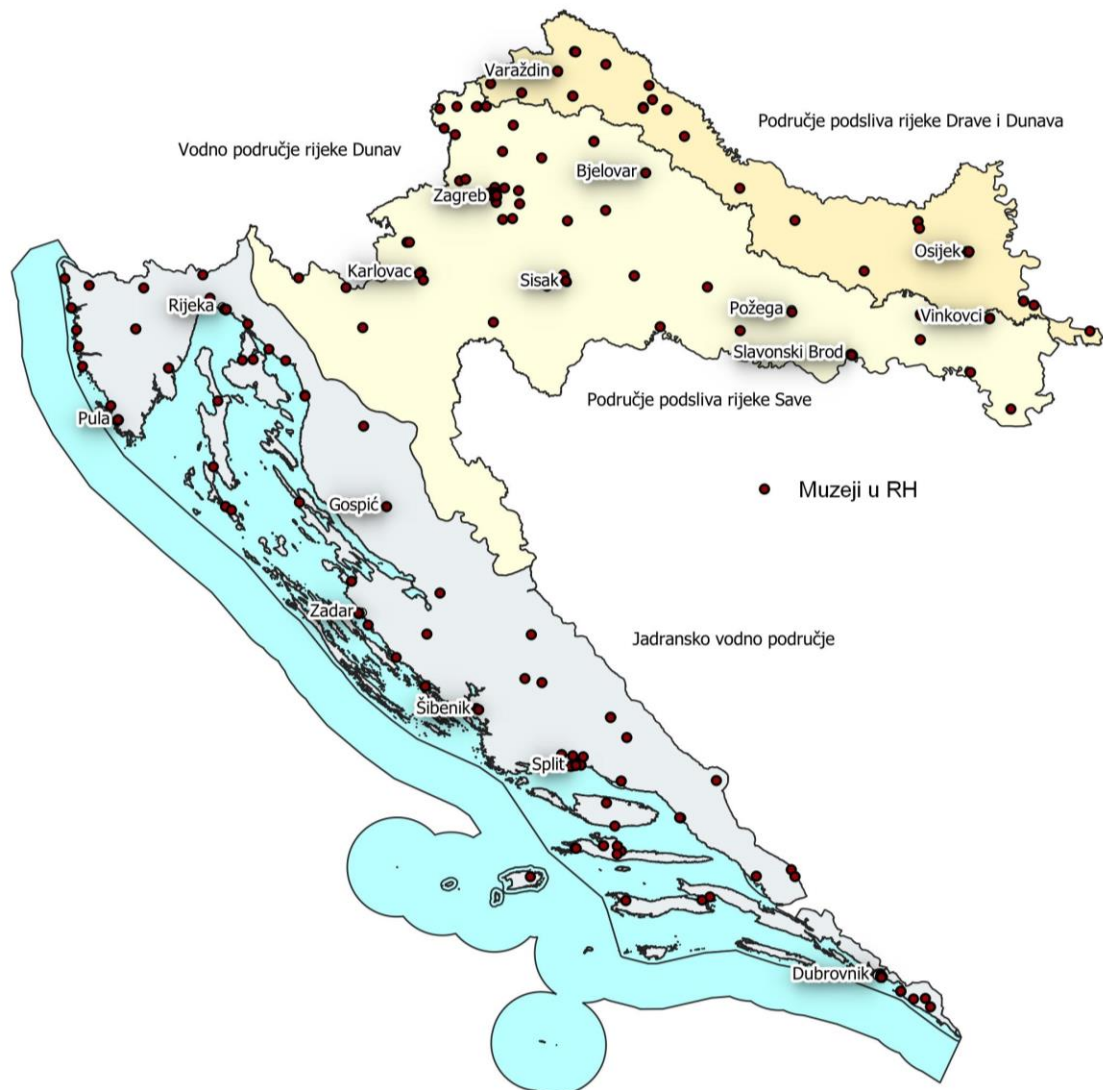 Varaždin
Područje podsliva rijeke Drave i Dunava
Vodno područje rijeke Dunav
Bjelovar
Zagreb
Osijek
Karlovac
Sisak
Rijeka
Požega
Vinkovci
Slavonski Brod
Područje podsliva rijeke Save
Pula
Muzeji u RH
Gospić
Zadar
Jadransko vodno područje
Šibenik
Split
Dubrovnik